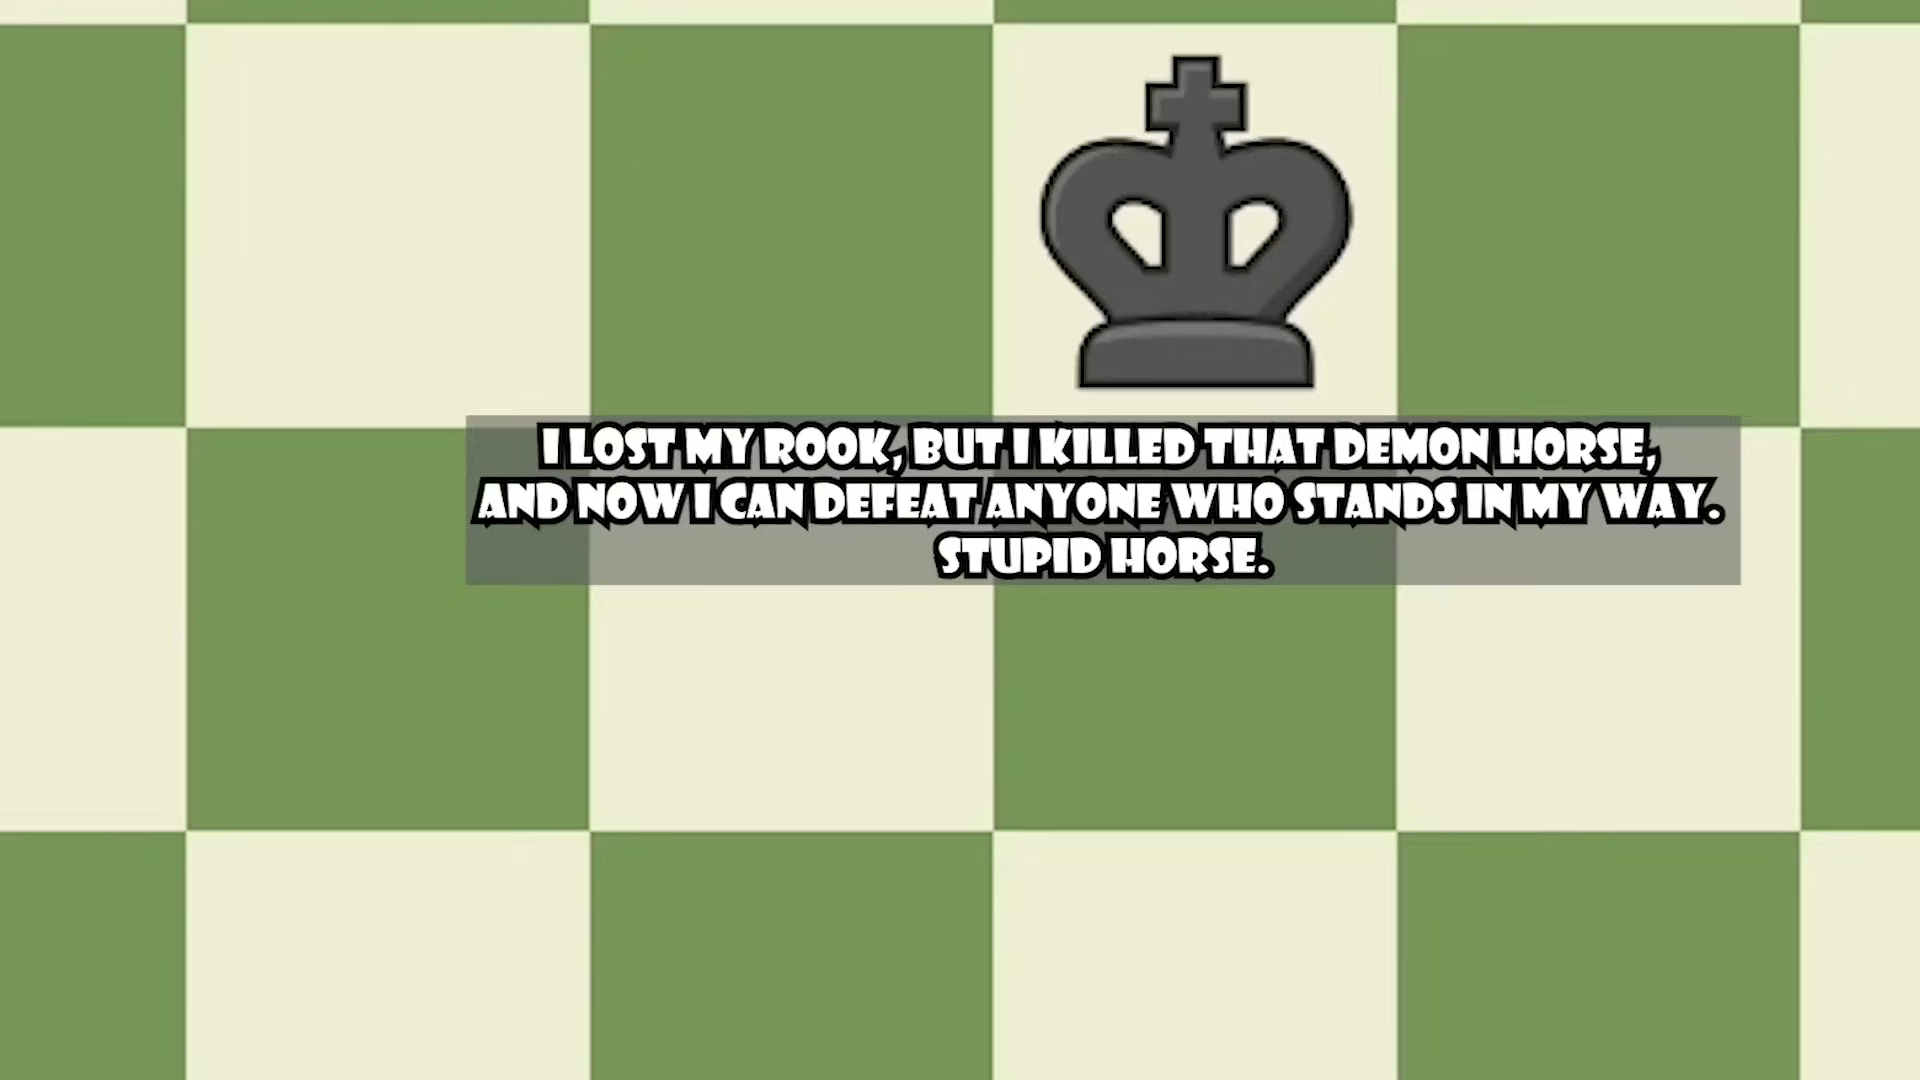 I LOST MY ROOK, BUT I KILLED THAT DEMON HORSE,
AND NOW I CAN DEFEAT ANYONE WHO STANDS IN MY WAY.
STUPID HORSE.